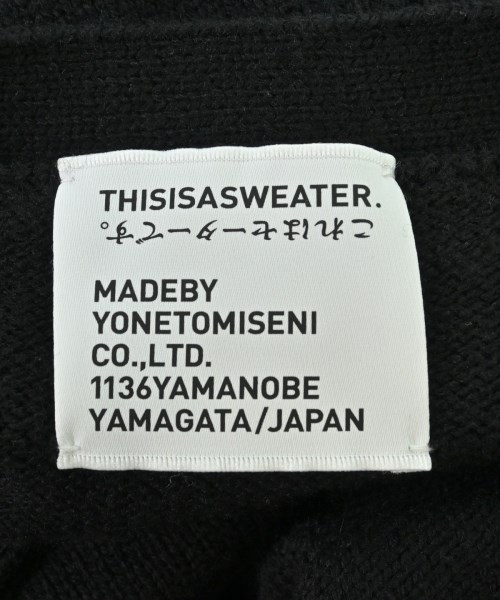 THISISASWEATER.
これはセーターです。
MADEBY
YONETOMISENI
CO.,LTD.
1136YAMANOBE
YAMAGATA/JAPAN